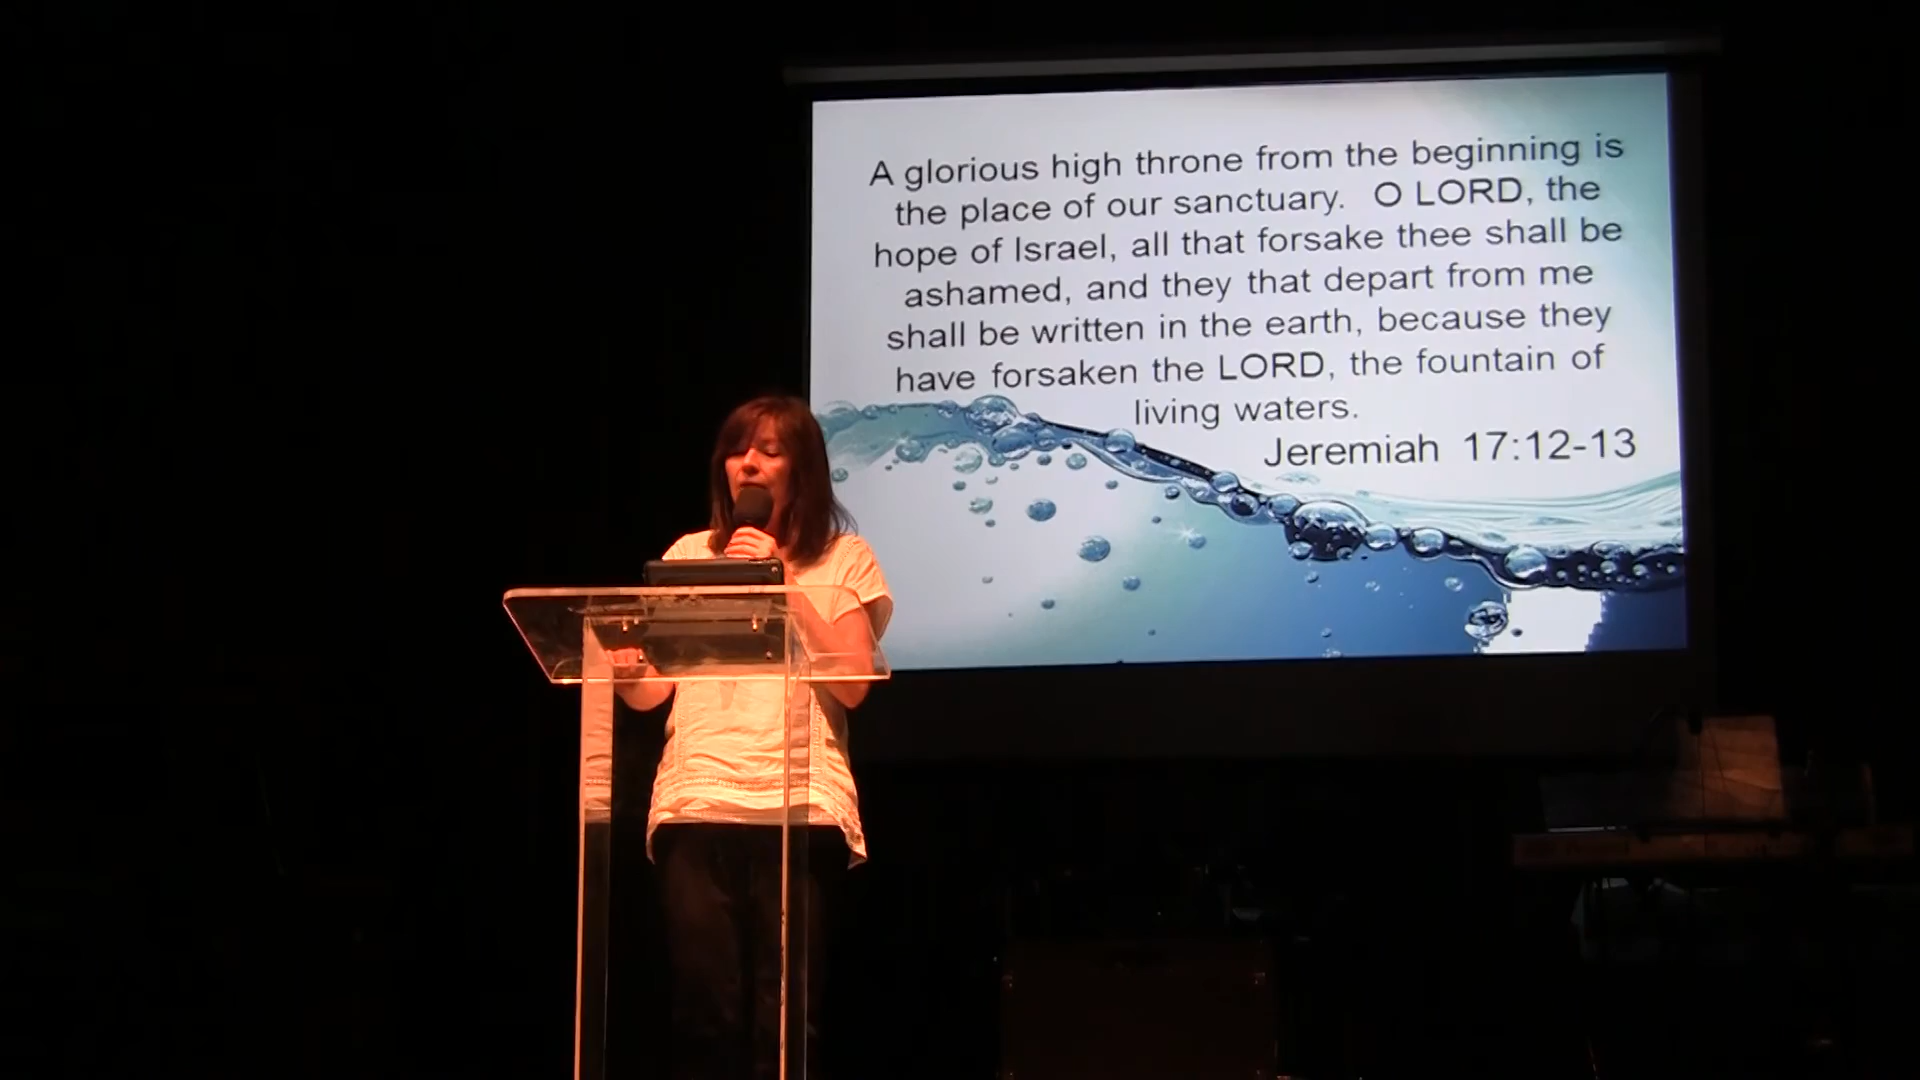 A glorious high throne from the beginning is
the place of our sanctuary. O LORD, the
hope of Israel, all that forsake thee shall be
ashamed, and they that depart from me
shall be written in the earth, because they
have forsaken the LORD, the fountain of
living waters.
Jeremiah 17:12-13